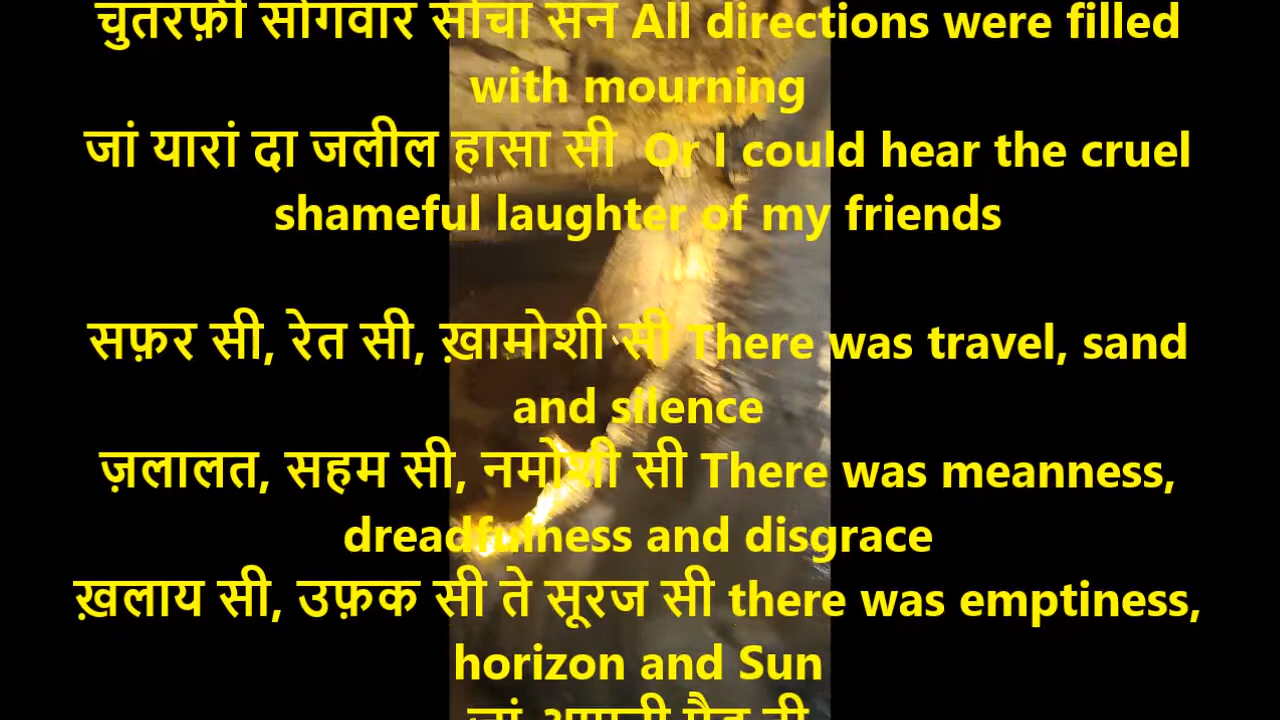 चुतरफ़ी सोगवार सोचा सन All directions were filled
with mourning
जां यारां दा जलील हासा सी Or I could hear the cruel
shameful laughter of my friends
सफ़र सी, रेत सी, ख़ामोशी सी There was travel, sand
and silence
ज़लालत, सहम सी, नमोशी सी There was meanness,
dreadfulness and disgrace
ख़लाय सी, उफ़क सी ते सूरज सी there was emptiness,
horizon and Sun
जां अपनी